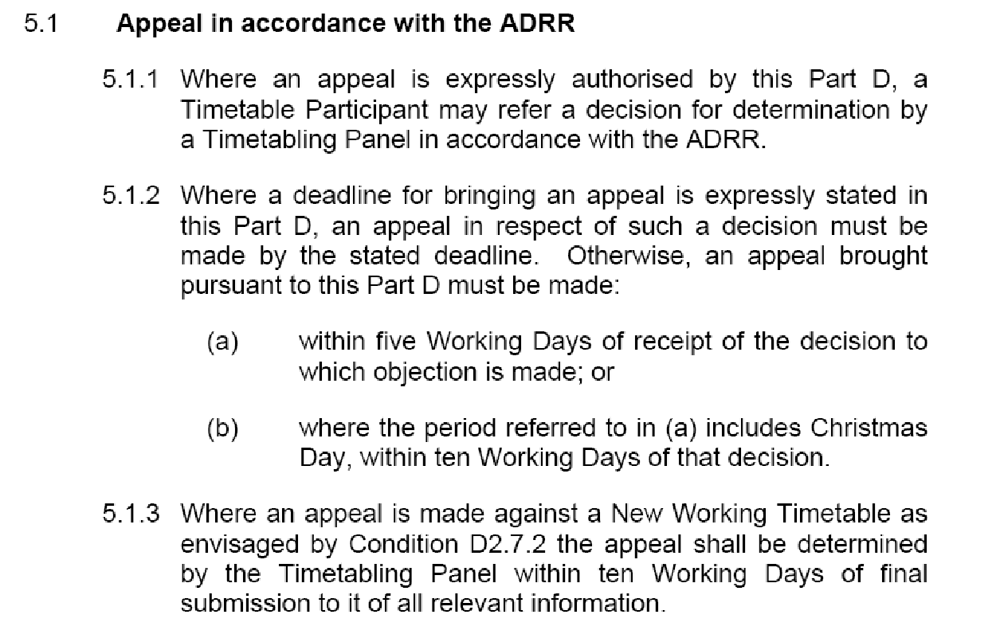 5.1 Appeal in accordance with the ADRR
5.1.1 Where an appeal is expressly authorised by this Part D, a
Timetable Participant may refer a decision for determination by
a Timetabling Panel in accordance with the ADRR.
5.1.2 Where a deadline for bringing an appeal is expressly stated in
this Part D, an appeal in respect of such a decision must be
made by the stated deadline. Otherwise, an appeal brought
pursuant to this Part D must be made:
(a) within five Working Days of receipt of the decision to
which objection is made; or
(b) where the period referred to in (a) includes Christmas
Day, within ten Working Days of that decision.
5.1.3 Where an appeal is made against a New Working Timetable as
envisaged by Condition D2.7.2 the appeal shall be determined
by the Timetabling Panel within ten Working Days of final
submission to it of all relevant information.